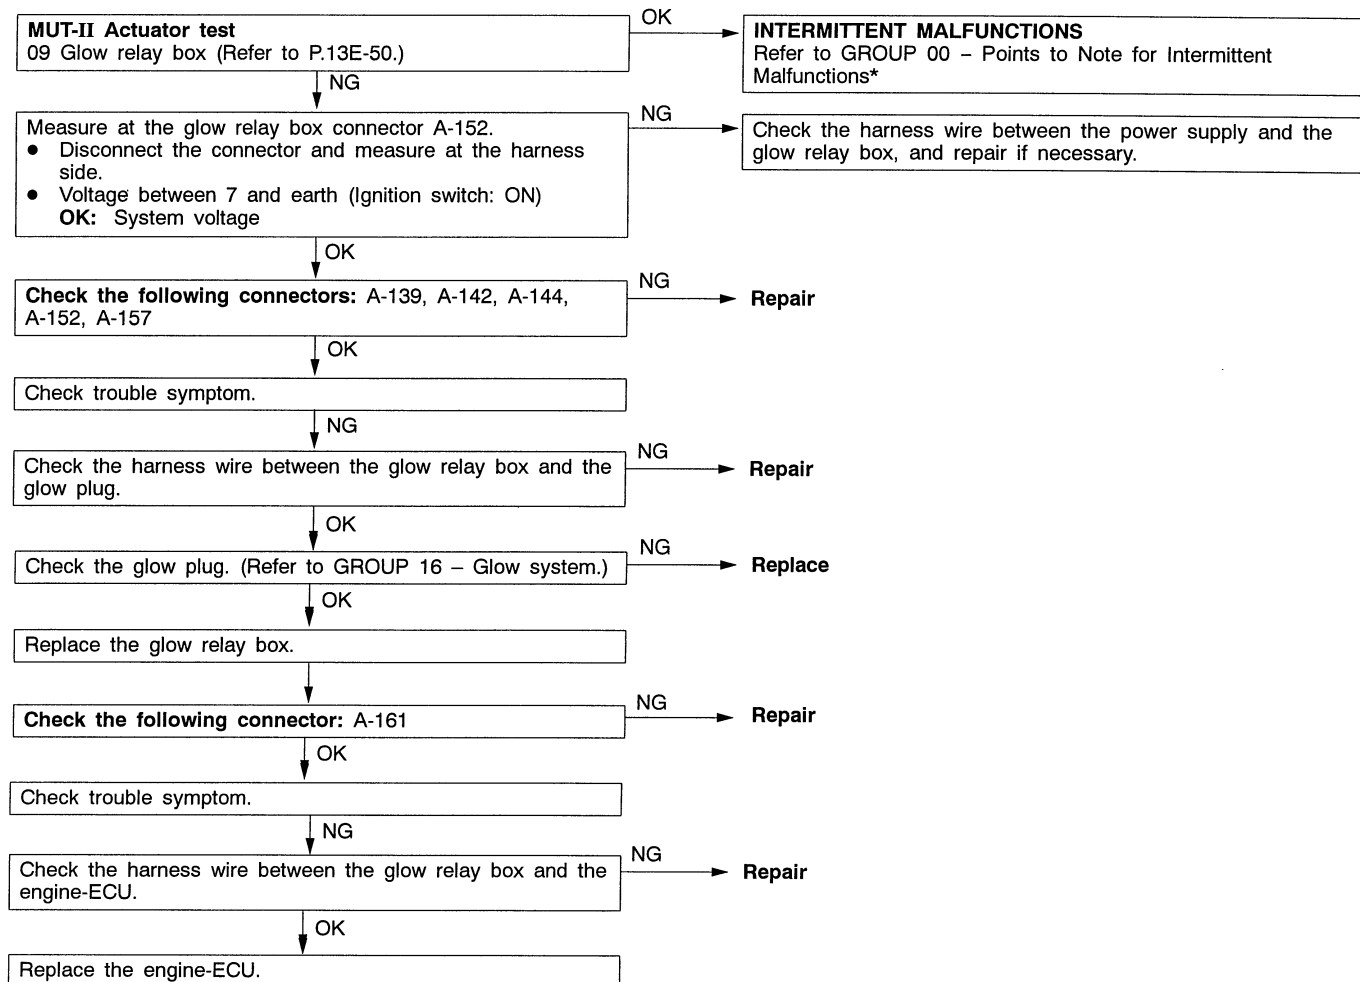 MUT-II Actuator test
09 Glow relay box (Refer to P.13E-50.)
OK
INTERMITTENT MALFUNCTIONS
Refer to GROUP 00 – Points to Note for Intermittent
Malfunctions*
NG
Measure at the glow relay box connector A-152.
● Disconnect the connector and measure at the harness
side.
● Voltage between 7 and earth (Ignition switch: ON)
OK: System voltage
NG
Check the harness wire between the power supply and the
glow relay box, and repair if necessary.
OK
Check the following connectors: A-139, A-142, A-144,
A-152, A-157
NG
Repair
OK
Check trouble symptom.
NG
Check the harness wire between the glow relay box and the
glow plug.
NG
Repair
OK
Check the glow plug. (Refer to GROUP 16 – Glow system.)
NG
Replace
OK
Replace the glow relay box.
Check the following connector: A-161
NG
Repair
OK
Check trouble symptom.
NG
Check the harness wire between the glow relay box and the
engine-ECU.
NG
Repair
OK
Replace the engine-ECU.